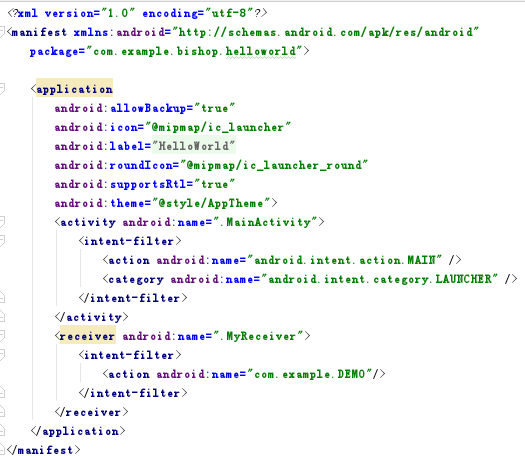 <?xml version="1.0" encoding="utf-8"?>
<manifest xmlns:android="http://schemas.android.com/apk/res/android"
    package="com.example.bishop.helloworld">
    <application
        android:allowBackup="true"
        android:icon="@mipmap/ic_launcher"
        android:label="HelloWorld"
        android:roundIcon="@mipmap/ic_launcher_round"
        android:supportsRtl="true"
        android:theme="@style/AppTheme">
        <activity android:name=".MainActivity">
            <intent-filter>
                <action android:name="android.intent.action.MAIN" />
                <category android:name="android.intent.category.LAUNCHER" />
            </intent-filter>
        </activity>
        <receiver android:name=".MyReceiver">
            <intent-filter>
                <action android:name="com.example.DEMO"/>
            </intent-filter>
        </receiver>
    </application>
</manifest>